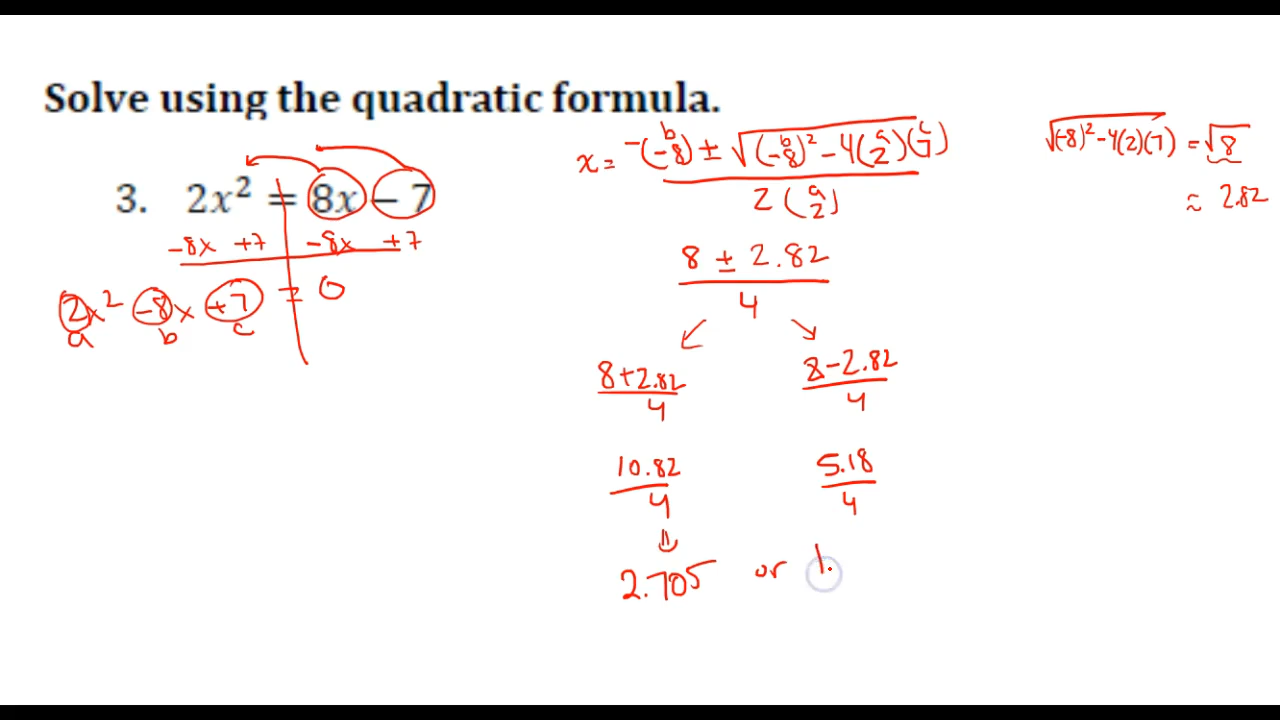 Solve using the quadratic formula.
3. 2x² = 8x − 7
-8x +7 -8x +7
2x² -8x +7 = 0
a b c
b b a c
x = -(-8) ± √(-8)² - 4(2)(7)
a
2(2)
8 ± 2.82
4
8+2.82
4
8-2.82
4
10.82
4
5.18
4
2.705 or 1.
√(-8)² - 4(2)(7) = √8
≈ 2.82